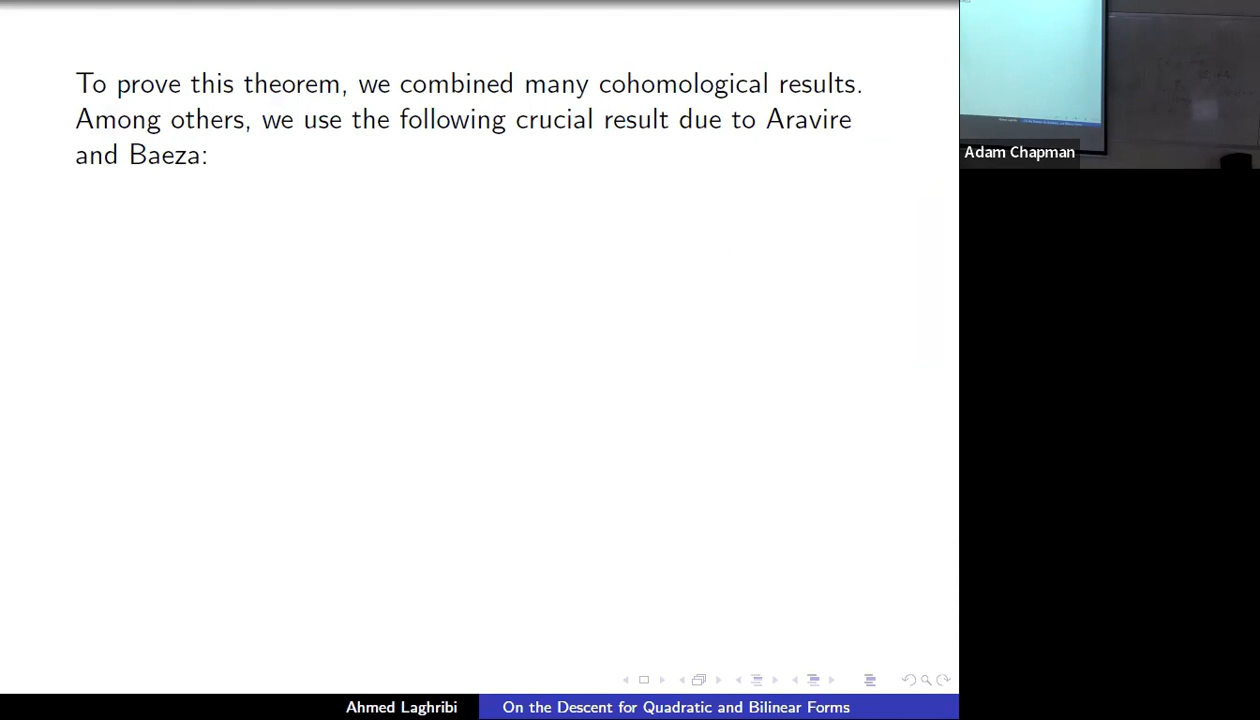 To prove this theorem, we combined many cohomological results.
Among others, we use the following crucial result due to Aravire
and Baeza:
Adam Chapman
Ahmed Laghribi
On the Descent for Quadratic and Bilinear Forms